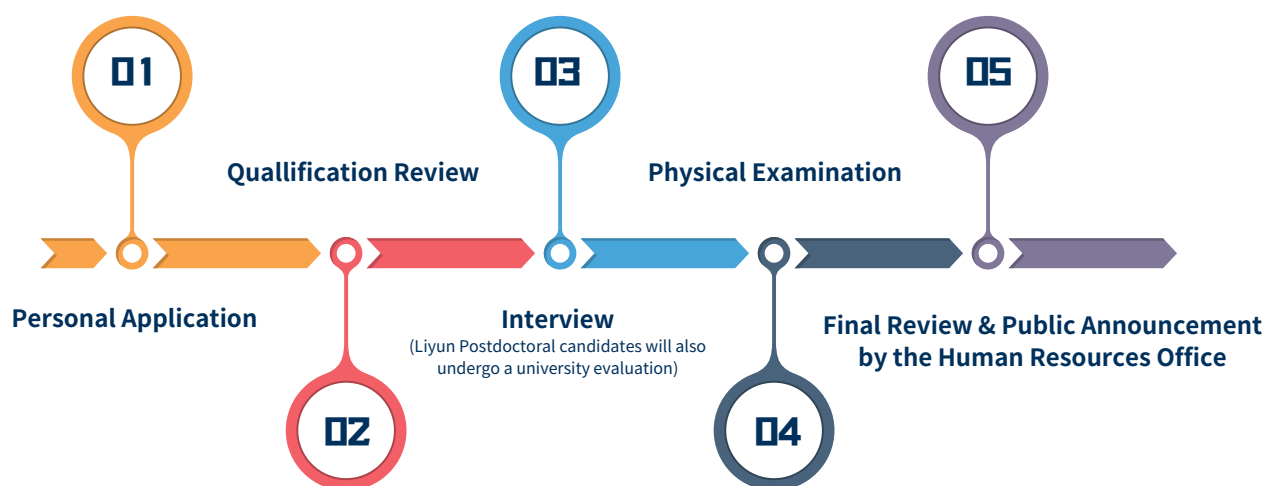 01
Personal Application
Quallification Review
02
03
Interview
(Liyun Postdoctoral candidates will also
undergo a university evaluation)
Physical Examination
04
05
Final Review & Public Announcement
by the Human Resources Office